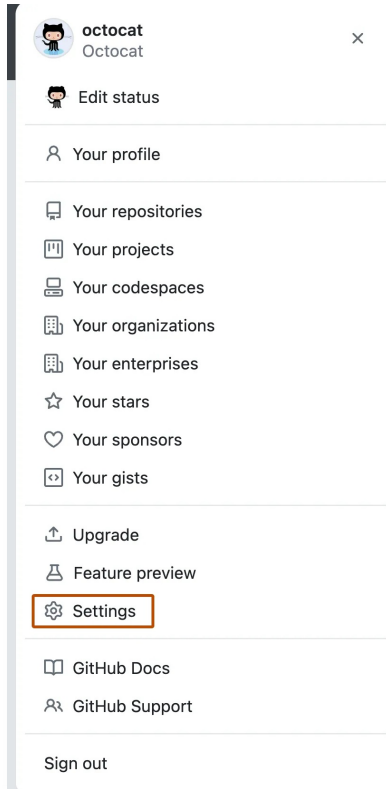 octocat
Octocat
Edit status
Your profile
Your repositories
Your projects
Your codespaces
Your organizations
Your enterprises
Your stars
Your sponsors
Your gists
Upgrade
Feature preview
Settings
GitHub Docs
GitHub Support
Sign out